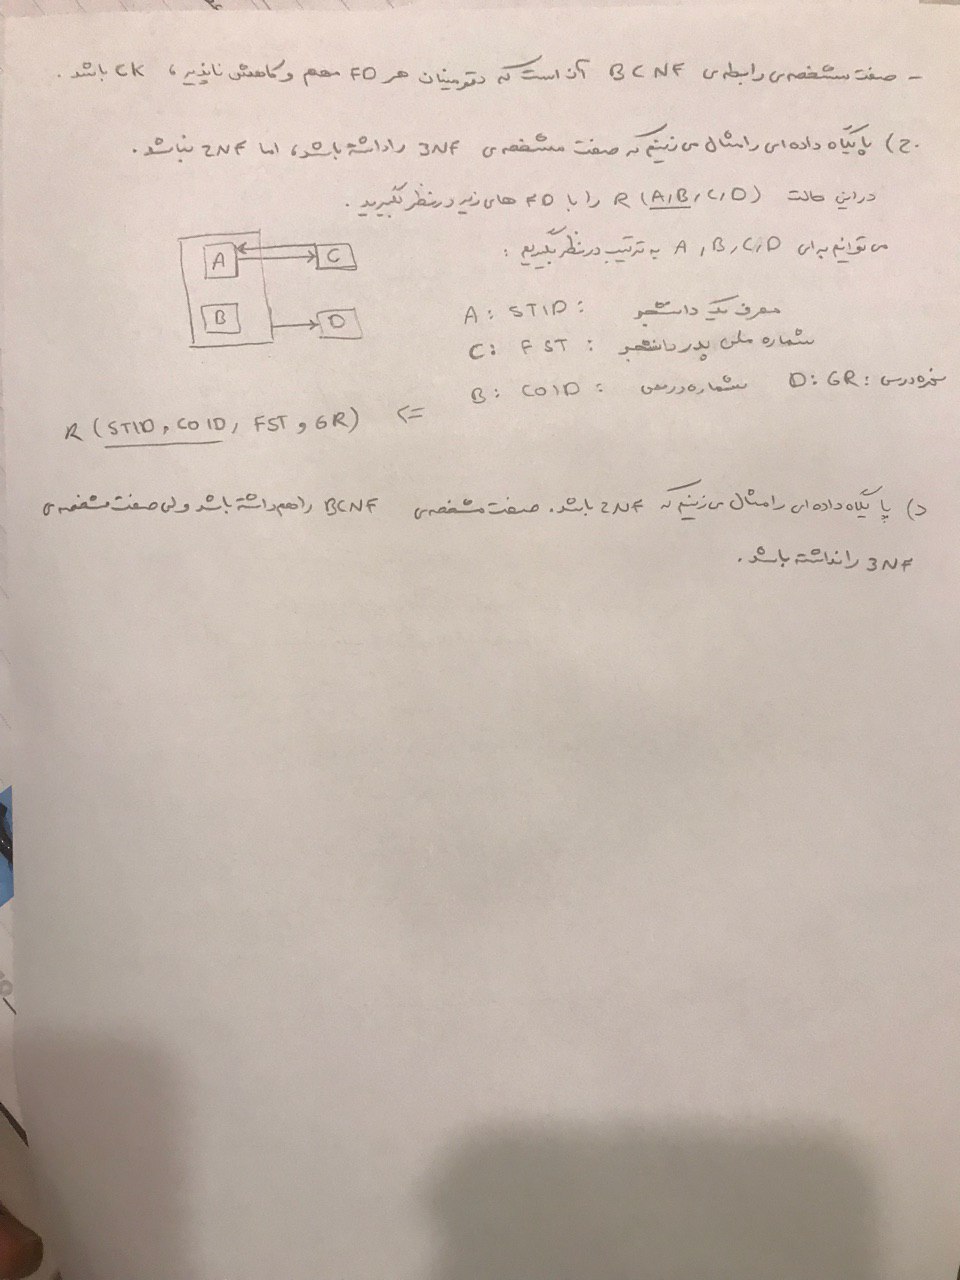 - صفت مشخصه‌ی رابطه‌ی BCNF آن است که دترمینان هر FD مهم و کاهش ناپذیر، CK باشد.
ج) پایگاه داده‌ای را مثال می‌زنیم که صفت مشخصه‌ی 3NF را داشته باشد، اما 2NF نباشد.
در این حالت R (A,B,C,D) را با FD های زیر در نظر بگیرید.
می‌توانیم برای A, B, C, D به ترتیب در نظر بگیریم:
A C
B D
A: STID: معرف یک دانشجو
C: FST: شماره ملی پدر دانشجو
B: COID: شماره درس D: GR: نمره درس
R (STID, COID, FST, GR) <=
د) پایگاه داده‌ای را مثال می‌زنیم که 2NF باشد. صفت مشخصه‌ی BCNF را هم داشته باشد ولی صفت مشخصه‌ی
3NF را نداشته باشد.